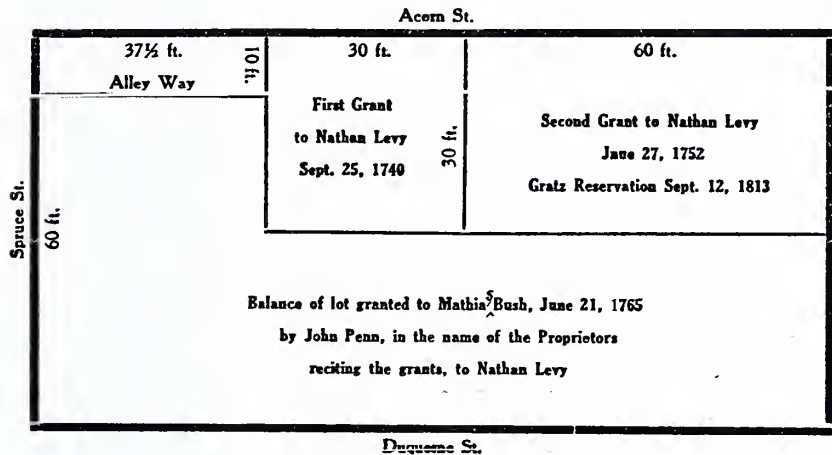 Acorn St.
37½ ft.
Alley Way
10 ft.
30 ft.
60 ft.
First Grant
to Nathan Levy
Sept. 25, 1740
30 ft.
Second Grant to Nathan Levy
June 27, 1752
Gratz Reservation Sept. 12, 1813
Spruce St.
60 ft.
Balance of lot granted to Mathias Bush, June 21, 1765
by John Penn, in the name of the Proprietors
reciting the grants, to Nathan Levy
Duquesne St.